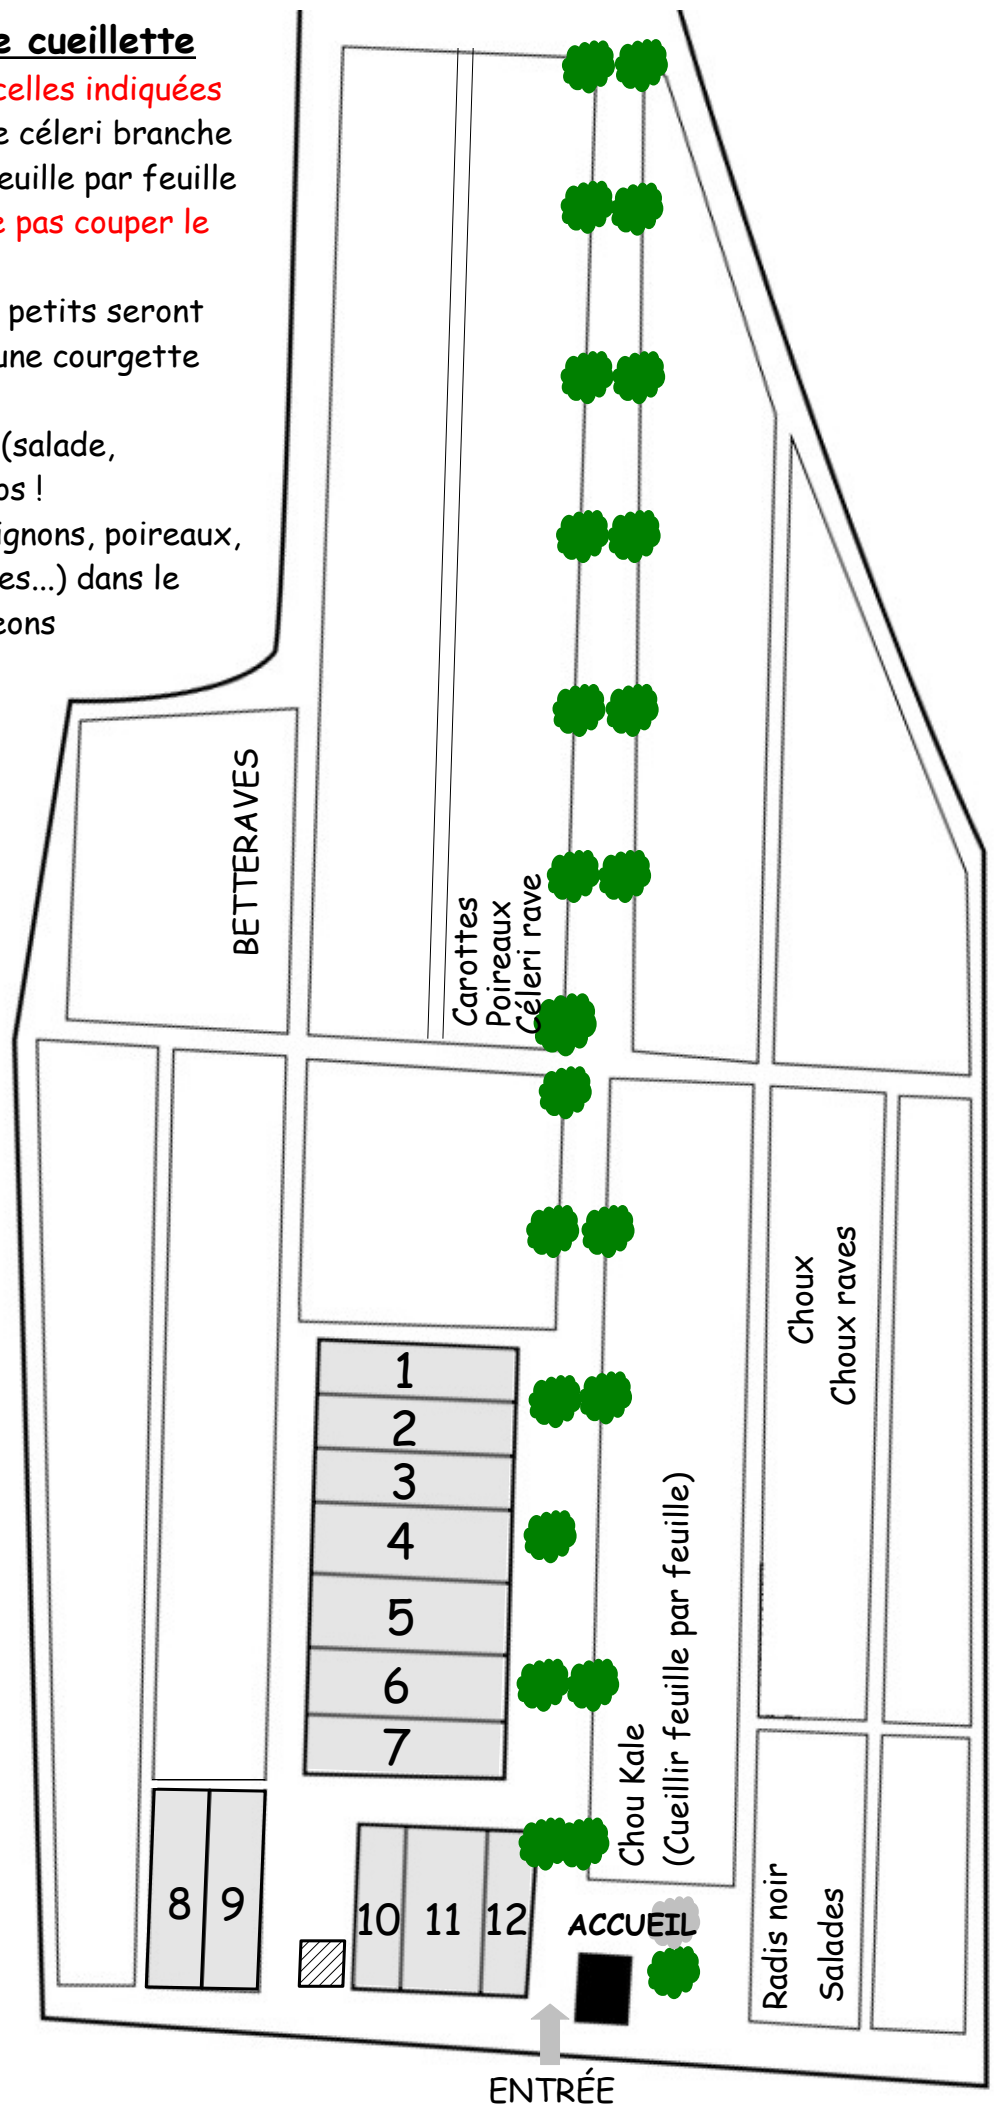 e cueillette
celles indiquées
e céleri branche
euille par feuille
e pas couper le
petits seront
une courgette
(salade,
os !
ignons, poireaux,
es...) dans le
eons
BETTERAVES
Carottes
Poireaux
Céleri rave
Choux
Choux raves
1
2
3
4
5
6
7
Chou Kale
(Cueillir feuille par feuille)
8
9
10
11
12
ACCUEIL
Radis noir
Salades
ENTRÉE